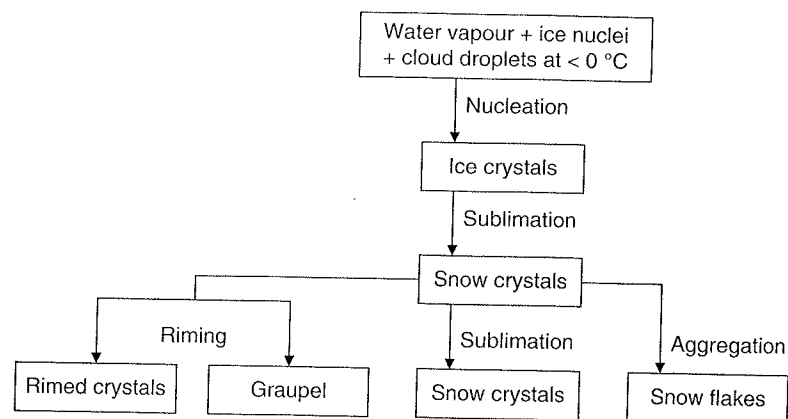 Water vapour + ice nuclei
+ cloud droplets at < 0 °C
Nucleation
Ice crystals
Sublimation
Snow crystals
Riming
Sublimation
Aggregation
Rimed crystals
Graupel
Snow crystals
Snow flakes